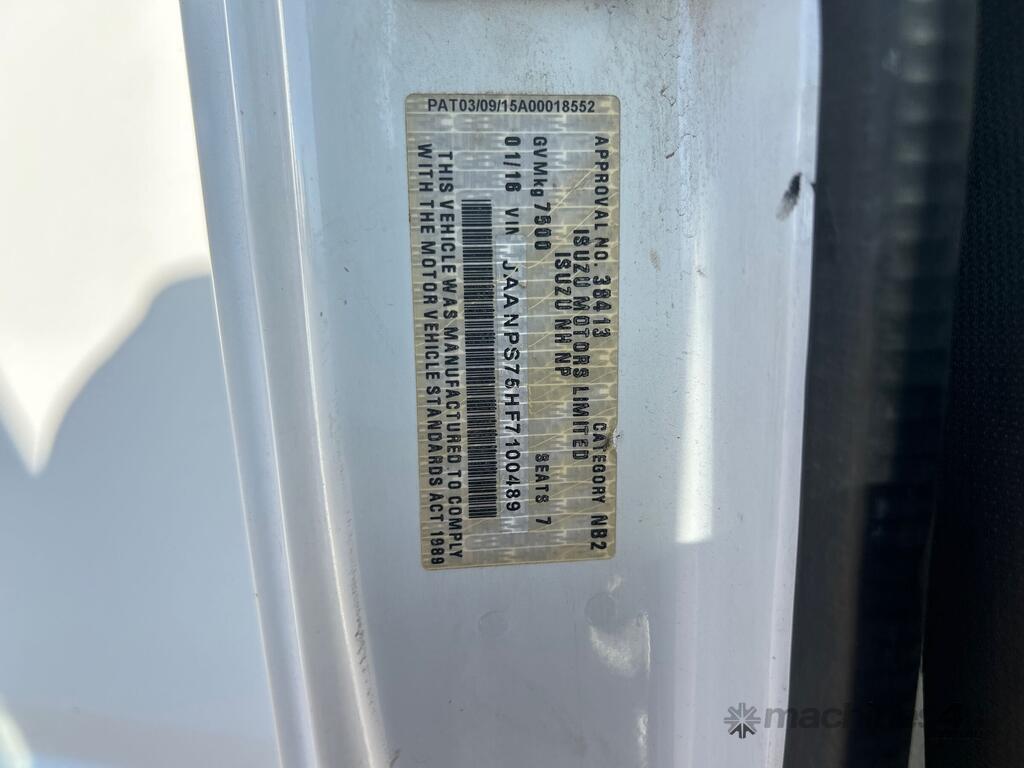 PAT03/09/15A00018552
APPROVAL NO. 38413 CATEGORY NB2
ISUZU MOTORS LIMITED
ISUZU NH NP
GVMkg 7500 SEATS 7
01/16 VIN JAANPS75HF7100489
THIS VEHICLE WAS MANUFACTURED TO COMPLY
WITH THE MOTOR VEHICLE STANDARDS ACT 1989